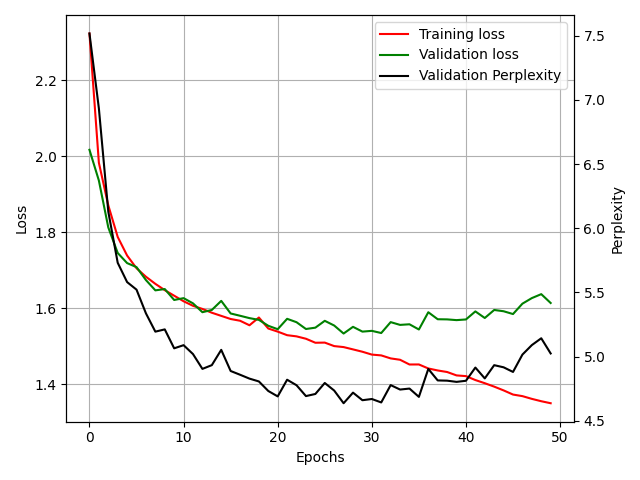 Training loss
Validation loss
Validation Perplexity
2.2
2.0
1.8
1.6
1.4
Loss
7.5
7.0
6.5
6.0
5.5
5.0
4.5
Perplexity
0 10 20 30 40 50
Epochs